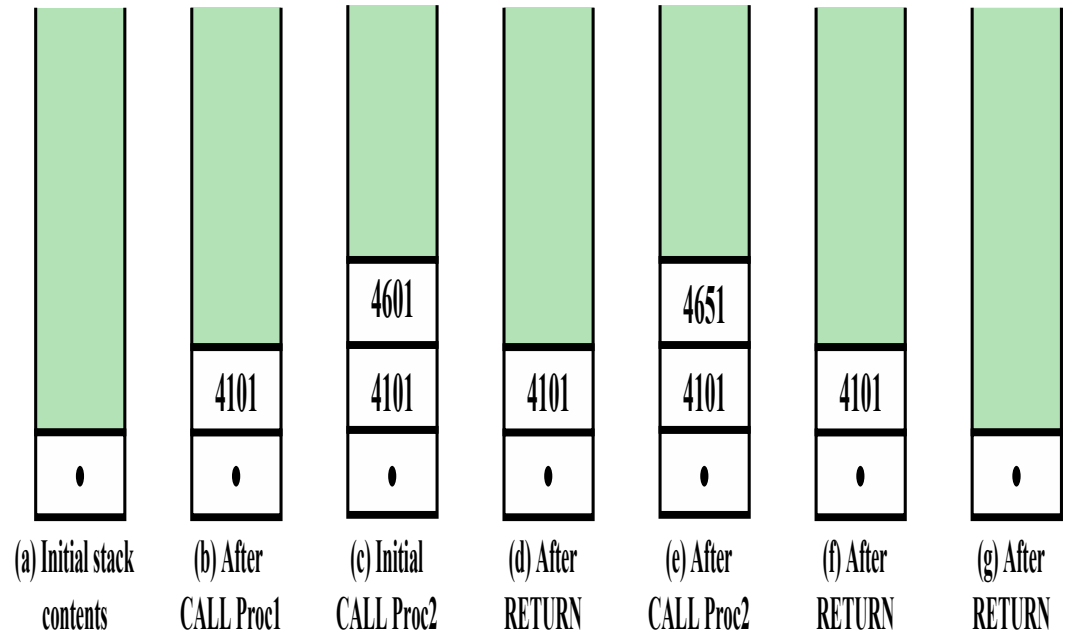 4601
4651
4101
4101
4101
4101
4101
(a) Initial stack contents
(b) After CALL Proc1
(c) Initial CALL Proc2
(d) After RETURN
(e) After CALL Proc2
(f) After RETURN
(g) After RETURN